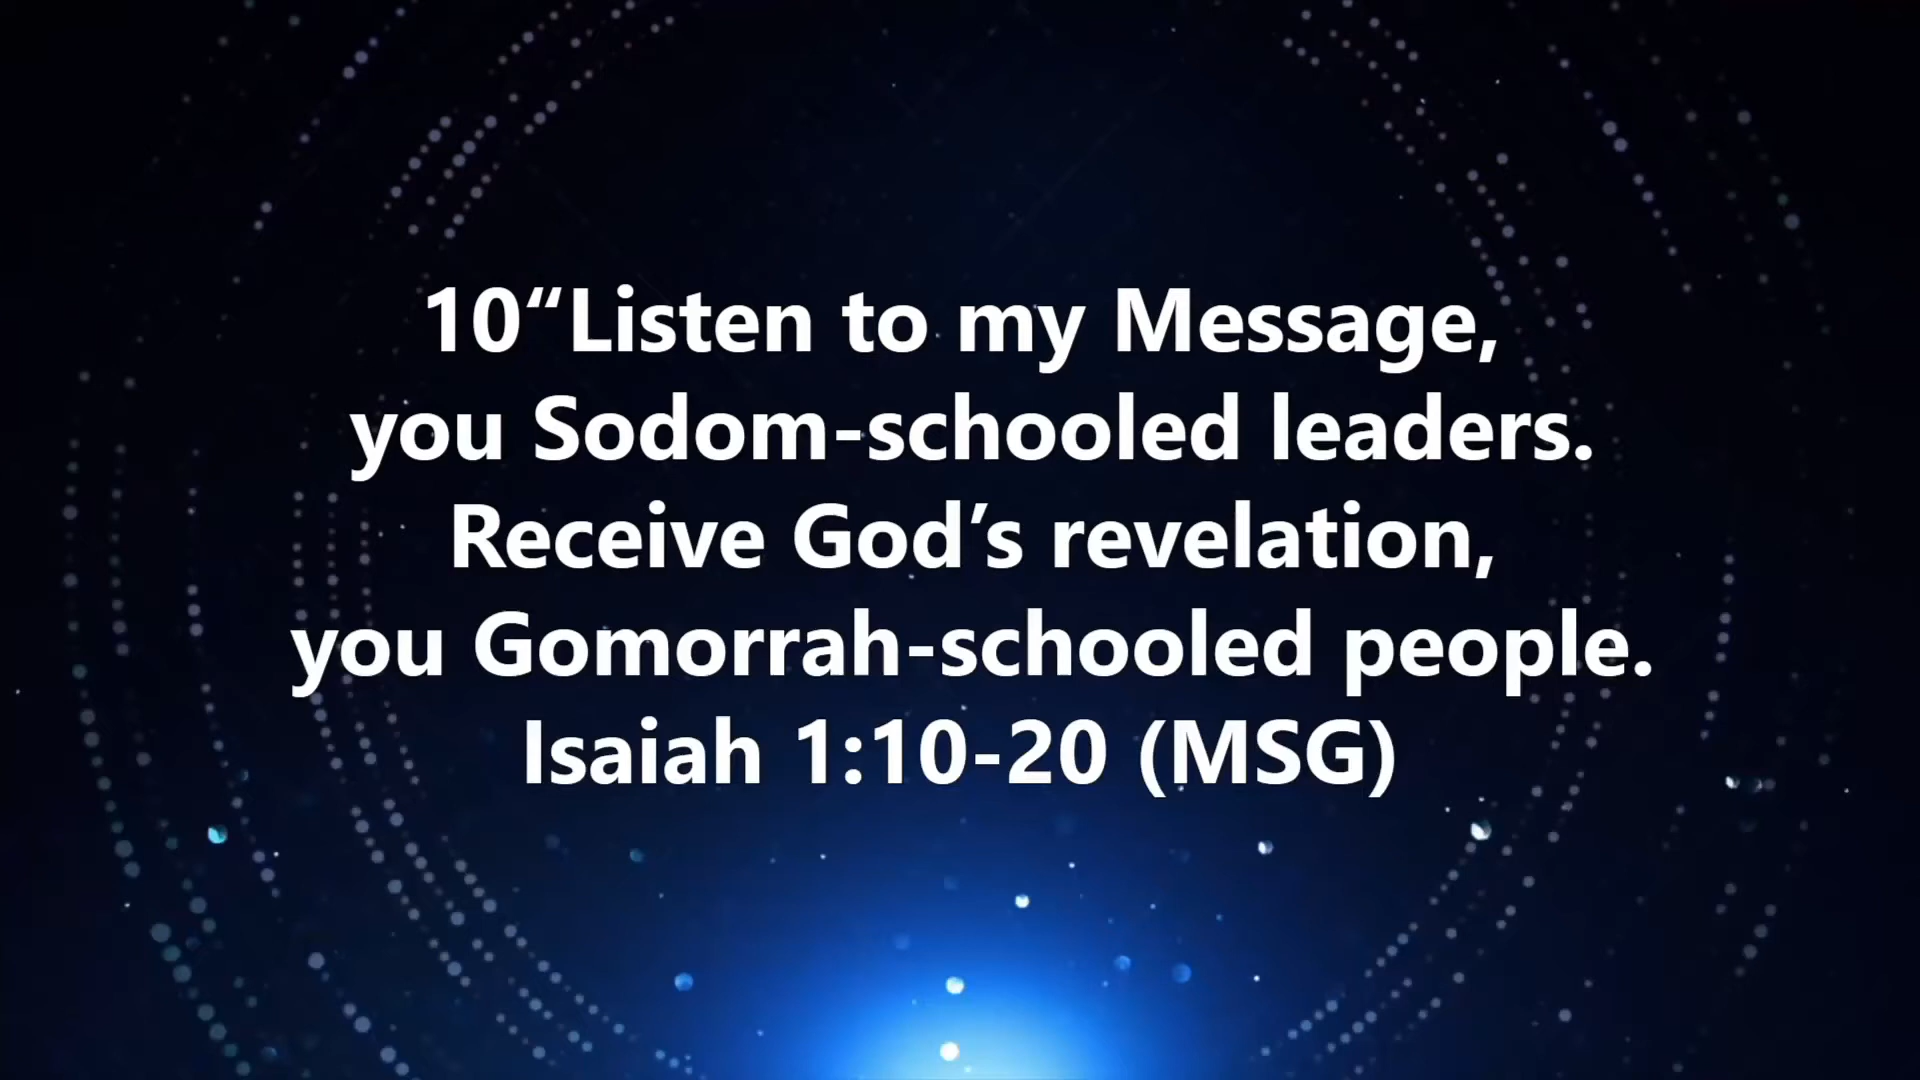 10“Listen to my Message,
you Sodom-schooled leaders.
Receive God’s revelation,
you Gomorrah-schooled people.
Isaiah 1:10-20 (MSG)